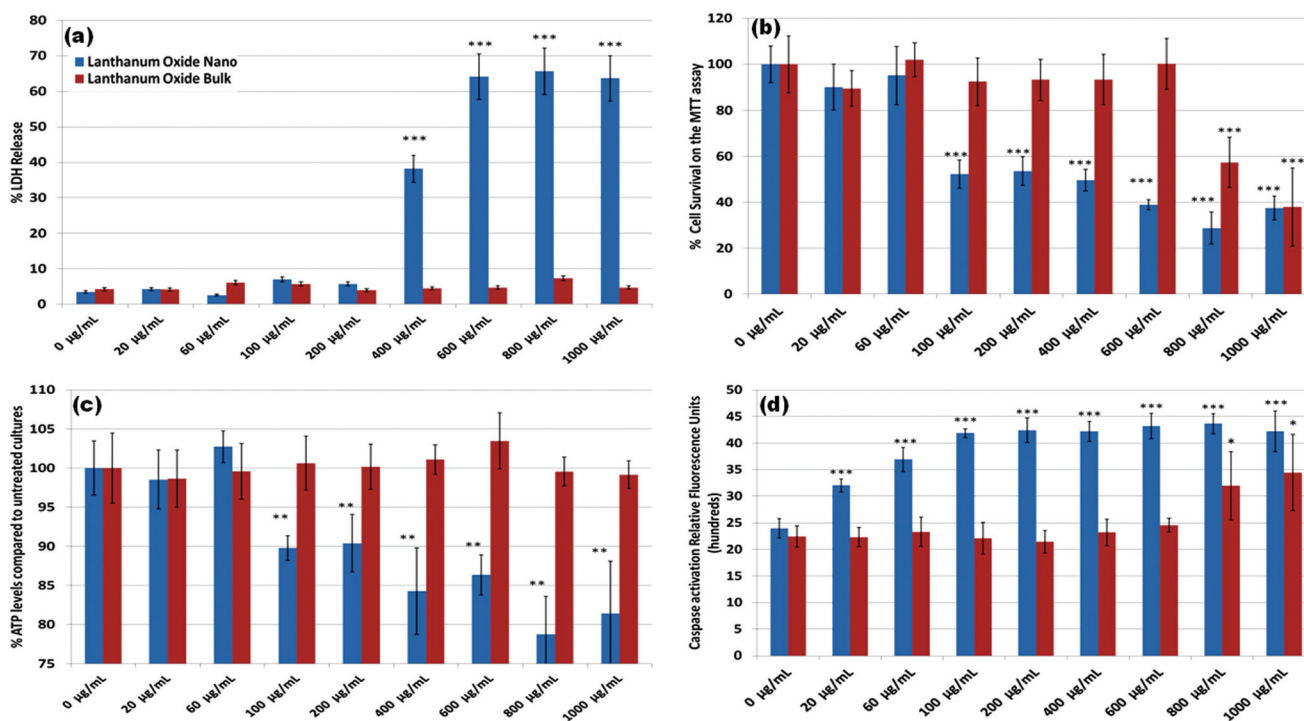 (a)
Lanthanum Oxide Nano
Lanthanum Oxide Bulk
% LDH Release
80
70
60
50
40
30
20
10
0
***
***
***
***
0 µg/mL
20 µg/mL
60 µg/mL
100 µg/mL
200 µg/mL
400 µg/mL
600 µg/mL
800 µg/mL
1000 µg/mL
(b)
% Cell Survival on the MTT assay
120
100
80
60
40
20
0
***
***
***
***
***
***
***
***
0 µg/mL
20 µg/mL
60 µg/mL
100 µg/mL
200 µg/mL
400 µg/mL
600 µg/mL
800 µg/mL
1000 µg/mL
(c)
% ATP levels compared to untreated cultures
110
105
100
95
90
85
80
75
**
**
**
**
**
**
0 µg/mL
20 µg/mL
60 µg/mL
100 µg/mL
200 µg/mL
400 µg/mL
600 µg/mL
800 µg/mL
1000 µg/mL
(d)
Caspase activation Relative Fluorescence Units
(hundreds)
50
45
40
35
30
25
20
15
10
5
0
***
***
***
***
***
***
***
*
***
*
0 µg/mL
20 µg/mL
60 µg/mL
100 µg/mL
200 µg/mL
400 µg/mL
600 µg/mL
800 µg/mL
1000 µg/mL